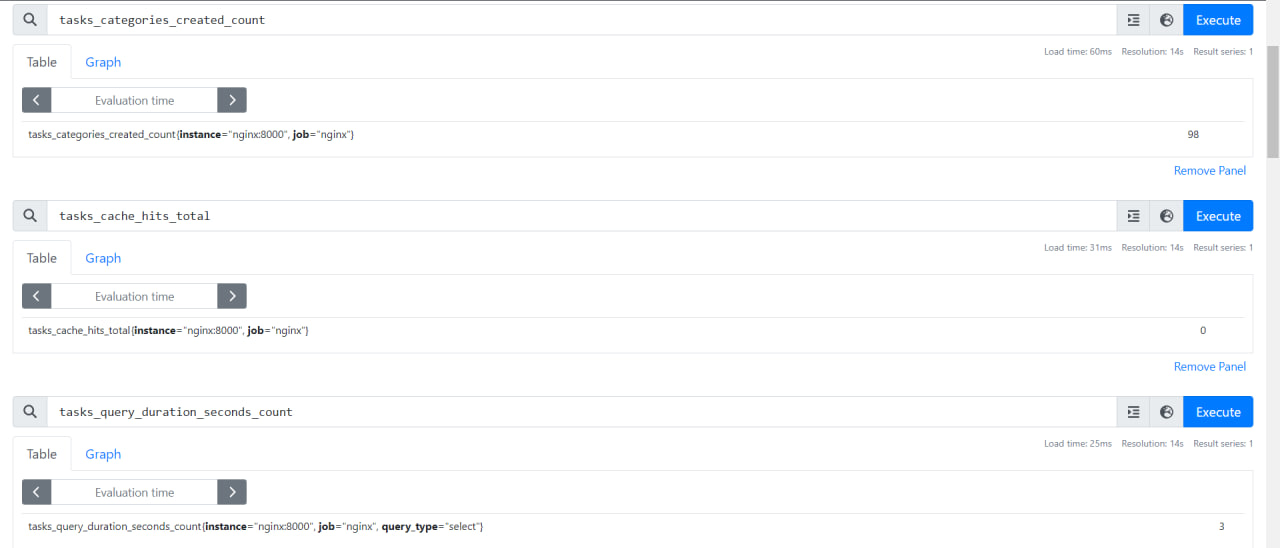 tasks_categories_created_count Execute
Load time: 60ms Resolution: 14s Result series: 1
Table Graph
Evaluation time
tasks_categories_created_count{instance="nginx:8000", job="nginx"} 98
Remove Panel
tasks_cache_hits_total Execute
Load time: 31ms Resolution: 14s Result series: 1
Table Graph
Evaluation time
tasks_cache_hits_total{instance="nginx:8000", job="nginx"} 0
Remove Panel
tasks_query_duration_seconds_count Execute
Load time: 25ms Resolution: 14s Result series: 1
Table Graph
Evaluation time
tasks_query_duration_seconds_count{instance="nginx:8000", job="nginx", query_type="select"} 3